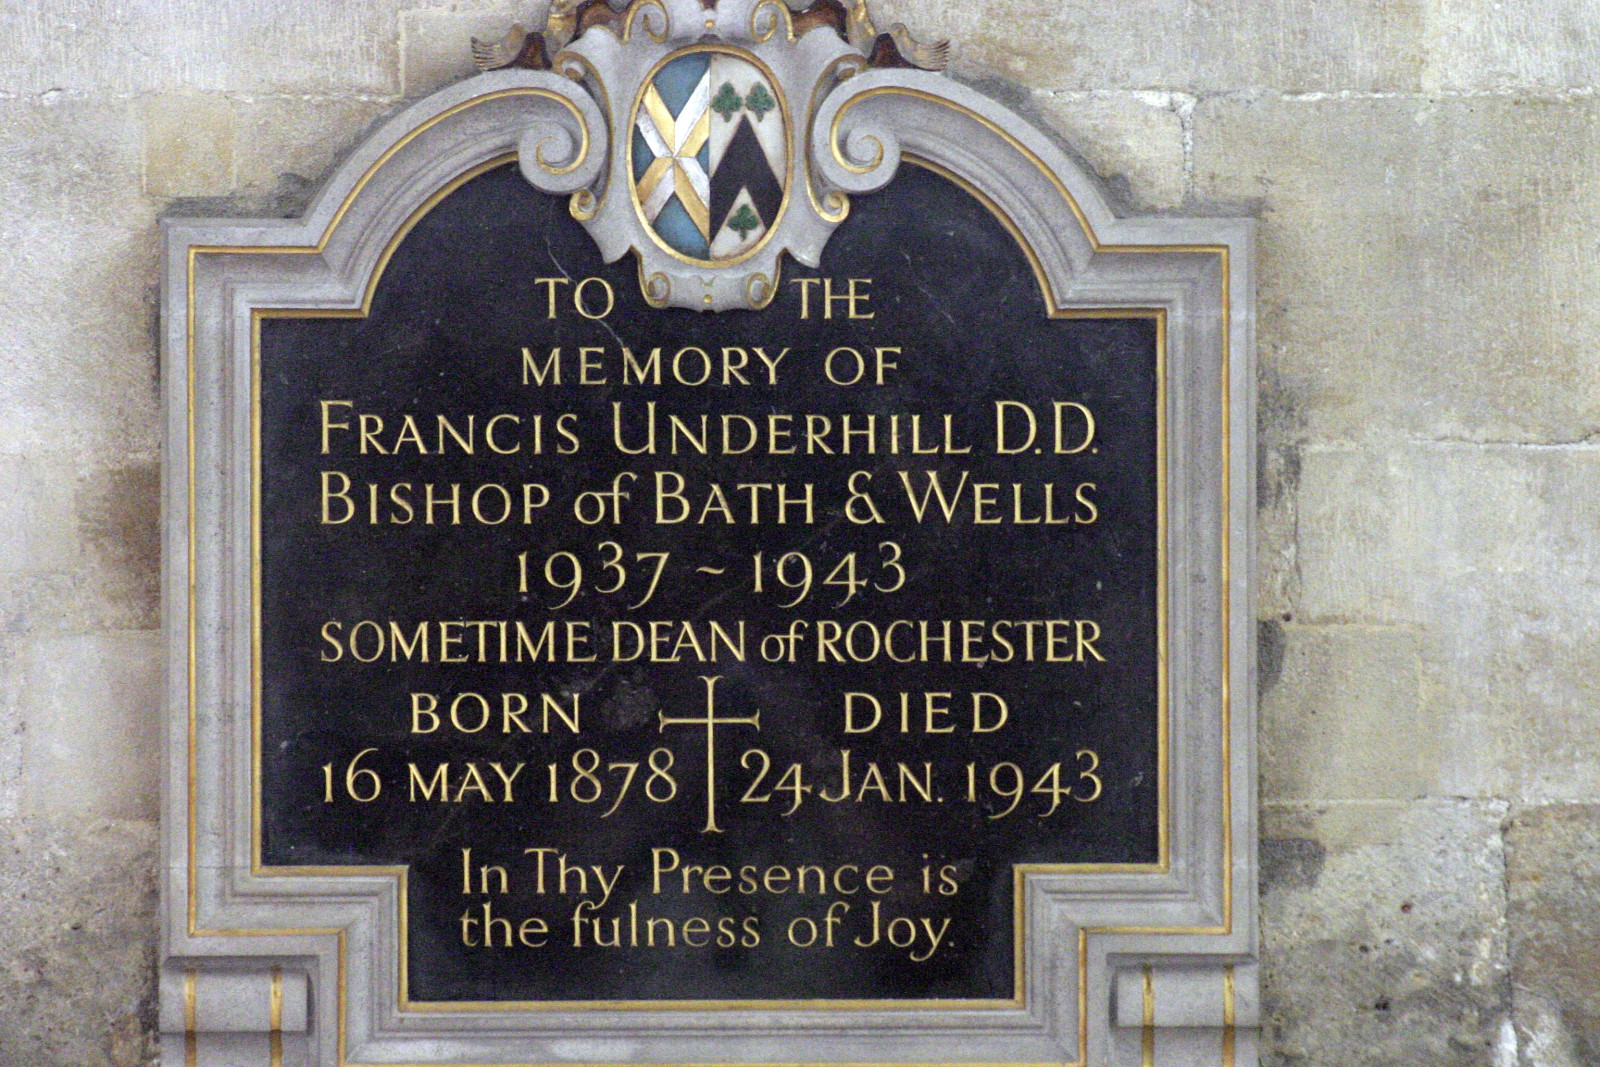 TO THE
MEMORY OF
FRANCIS UNDERHILL D.D.
BISHOP of BATH & WELLS
1937 ~ 1943
SOMETIME DEAN of ROCHESTER
BORN DIED
16 MAY 1878 24 JAN. 1943
In Thy Presence is
the fulness of Joy.